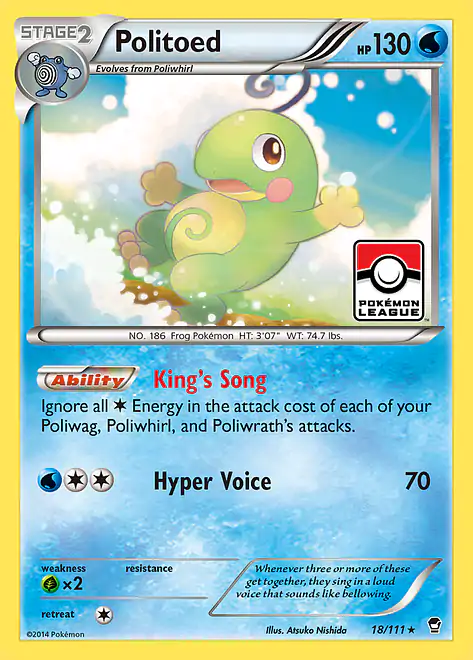 STAGE2
Politoed
HP 130
Evolves from Poliwhirl
POKÉMON
LEAGUE
NO. 186 Frog Pokémon HT: 3'07" WT: 74.7 lbs.
Ability King's Song
Ignore all Energy in the attack cost of each of your
Poliwag, Poliwhirl, and Poliwrath's attacks.
Hyper Voice 70
weakness resistance
×2
retreat
Whenever three or more of these
get together, they sing in a loud
voice that sounds like bellowing.
©2014 Pokémon
Illus. Atsuko Nishida
18/111 ★